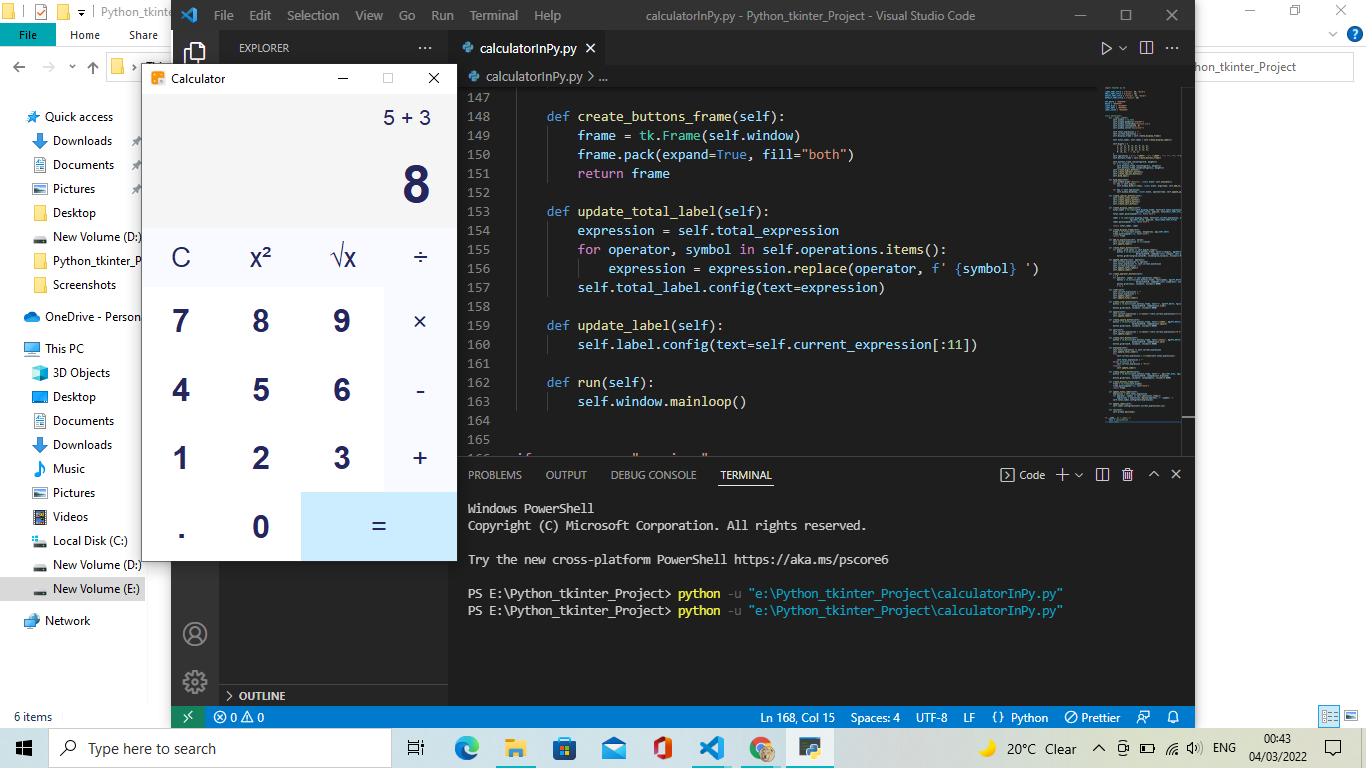 Python_tkinter
File Edit Selection View Go Run Terminal Help
calculatorInPy.py - Python_tkinter_Project - Visual Studio Code
File Home Share
EXPLORER
calculatorInPy.py
calculatorInPy.py > ...
hon_tkinter_Project
Quick access
Downloads
Documents
Pictures
Desktop
New Volume (D:)
Python_tkinter_P
Screenshots
OneDrive - Person
This PC
3D Objects
Desktop
Documents
Downloads
Music
Pictures
Videos
Local Disk (C:)
New Volume (D:)
New Volume (E:)
Network
6 items
Calculator
5 + 3
8
C x² √x ÷
7 8 9 ×
4 5 6 -
1 2 3 +
. 0 =
147
148 def create_buttons_frame(self):
149 frame = tk.Frame(self.window)
150 frame.pack(expand=True, fill="both")
151 return frame
152
153 def update_total_label(self):
154 expression = self.total_expression
155 for operator, symbol in self.operations.items():
156 expression = expression.replace(operator, f' {symbol} ')
157 self.total_label.config(text=expression)
158
159 def update_label(self):
160 self.label.config(text=self.current_expression[:11])
161
162 def run(self):
163 self.window.mainloop()
164
165
PROBLEMS OUTPUT DEBUG CONSOLE TERMINAL
Code
Windows PowerShell
Copyright (C) Microsoft Corporation. All rights reserved.
Try the new cross-platform PowerShell https://aka.ms/pscore6
PS E:\Python_tkinter_Project> python -u "e:\Python_tkinter_Project\calculatorInPy.py"
PS E:\Python_tkinter_Project> python -u "e:\Python_tkinter_Project\calculatorInPy.py"
OUTLINE
0 0
Ln 168, Col 15 Spaces: 4 UTF-8 LF {} Python Prettier
Type here to search
20°C Clear
ENG
00:43
04/03/2022